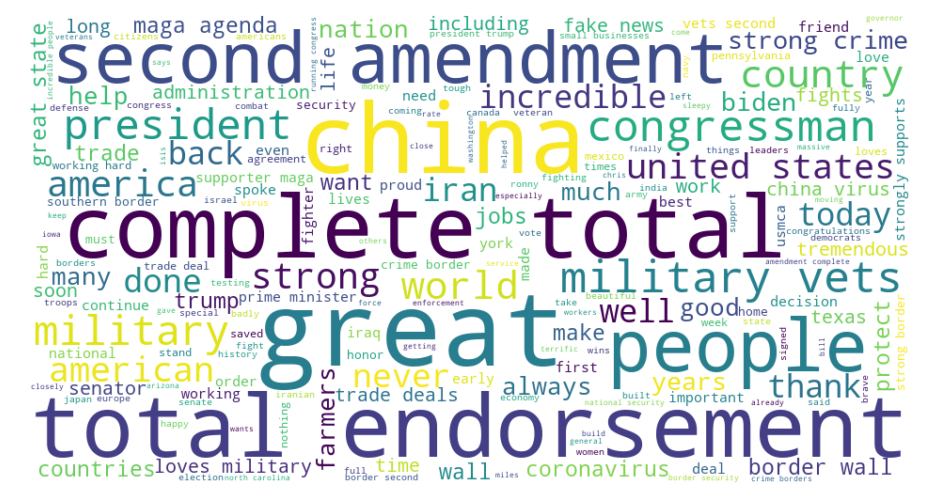 long maga agenda nation including fake news vets second friend governor
veterans citizens americans president trump small businesses come
says strong crime
great state incredible people second amendment running congress life navy pennsylvania love
country
help administration security need tough incredible biden fights years
defense congress combat money left sleepy fully
president coming rate canada veteran china congressman
trade back even right close washington finally things leaders massive
isis agreement helped mexico times loves strongly supports
working hard supporter maga want proud especially ronny fighting chris united states
america spoke iran much work china virus
southern border israel virus lives india army best
keep fighter jobs support usmca today
complete total
iowa must others york vote congratulations democrats moving
hard borders many trade deal testing crime border made tremendous amendment complete
done strong service world military vets
soon troops continue gave special trump prime minister force enforcement take beautiful well good home decision protect
badly workers week state texas strong border
military saved iraq great make people signed bill
national stand fight history honor getting terrific wins first
american never early years thank brave
closely arizona senator order iranian always important already said
japan europe working farmers trade deals economy built national security
senate nothing
total happy wants endorsement build general women
countries loves military time wall coronavirus deal border wall
election north carolina full border second miles border security crime borders